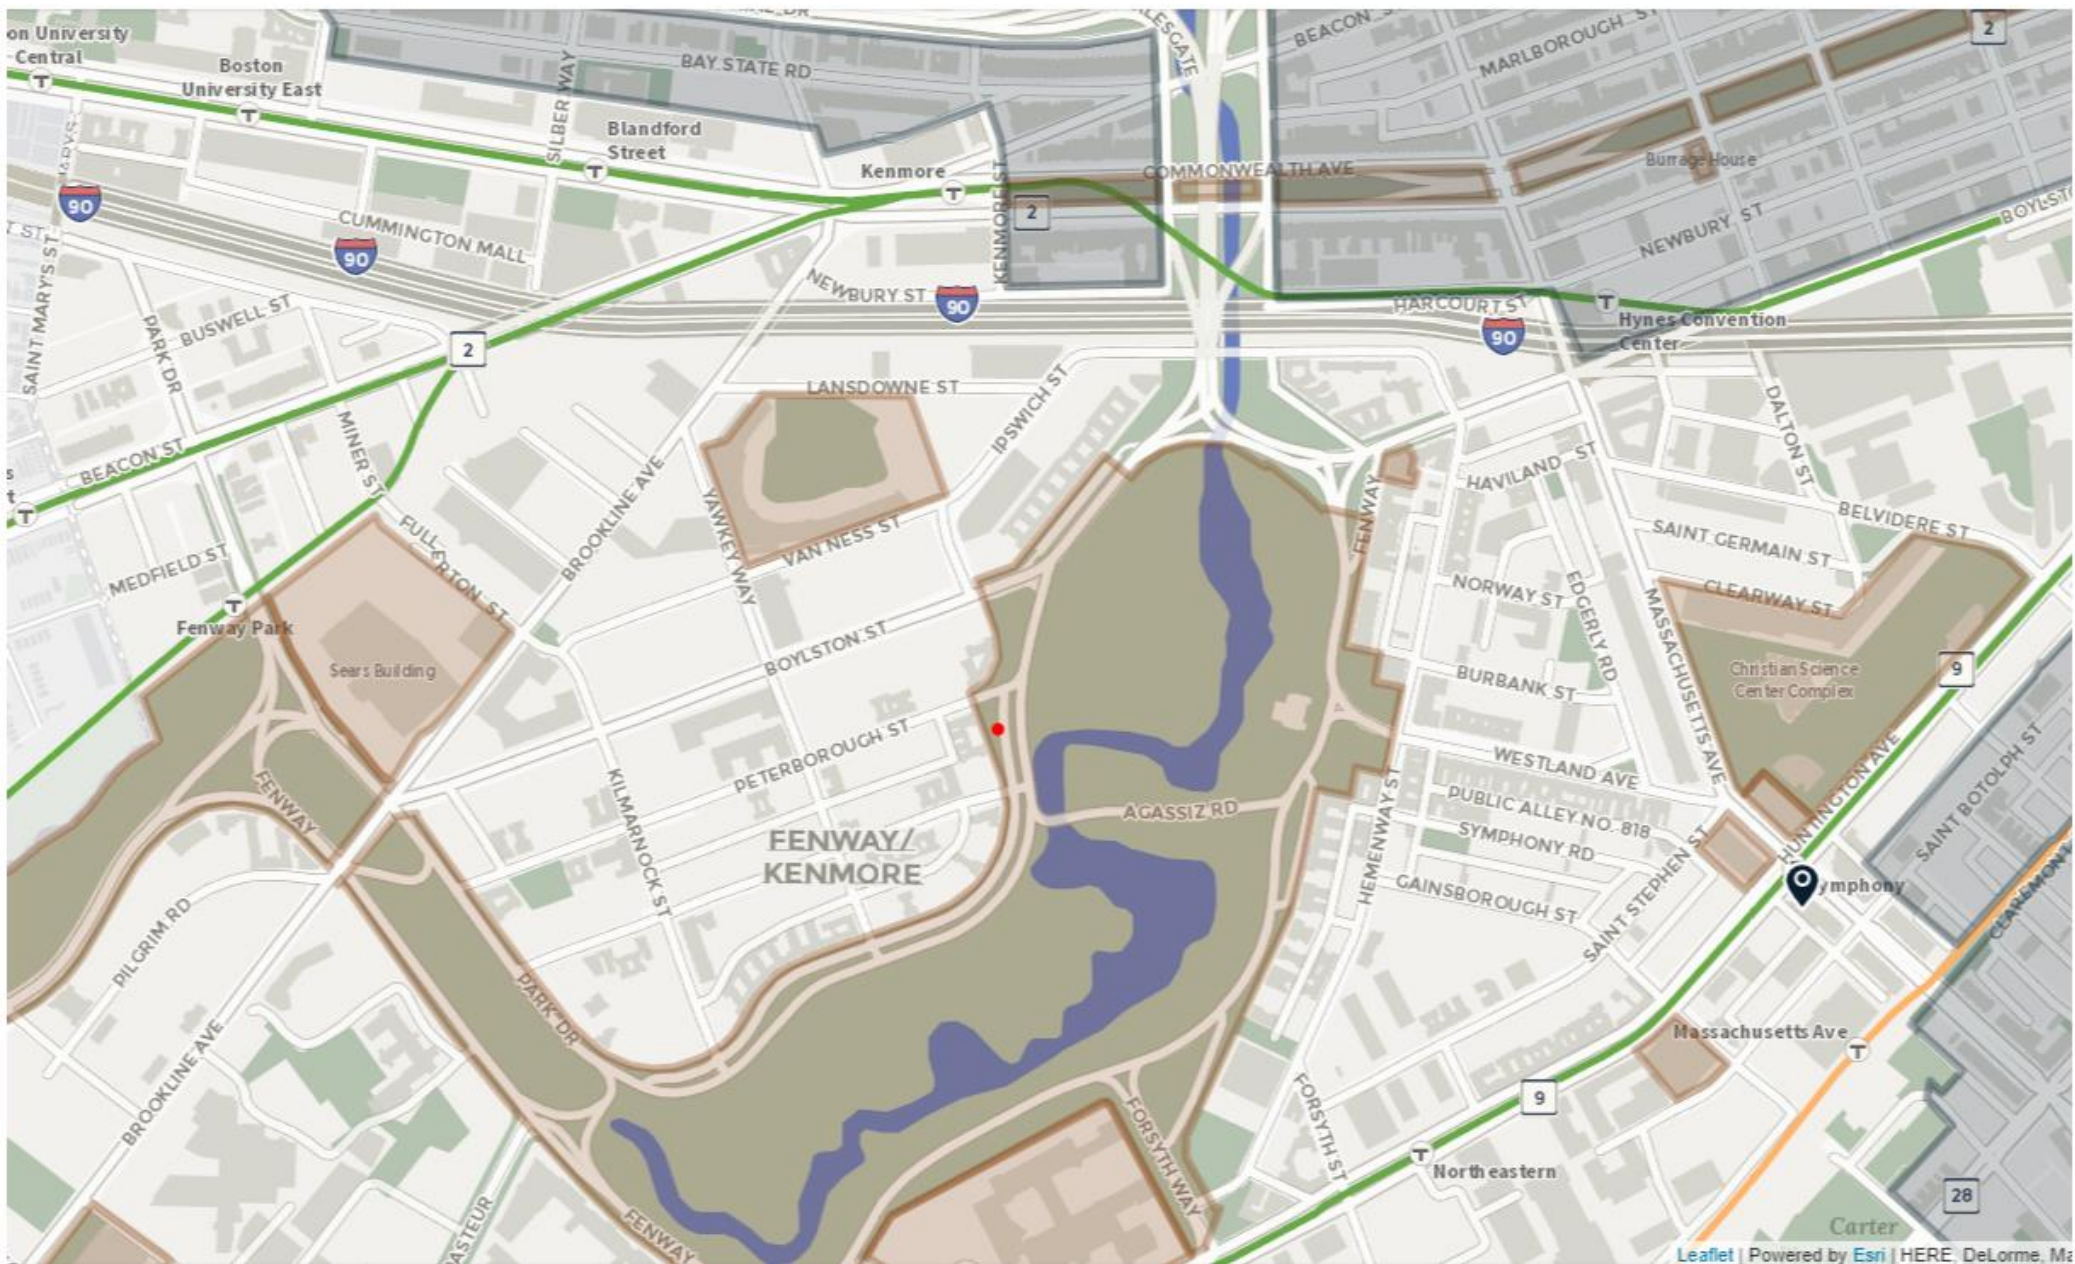 BEACON S
2
on University
Central
Boston
University East
BAY STATE RD
MARLBOROUGH ST
SILBER WAY
Blandford
Street
Kenmore
COMMONWEALTH AVE
Burrage House
90
CUMMINGTON MALL
90
KENMORE ST
2
NEWBURY ST
BOYLST
SAINT MARYS ST
NEWBURY ST
90
HARCOURT ST
90
Hynes Convention
Center
BUSWELL ST
PARK DR
2
LANSDOWNE ST
IPSWICH ST
DALTON ST
BEACON ST
MINER ST
HAVILAND ST
BROOKLINE AVE
YAWKEY WAY
VAN NESS ST
FENWAY
BELVIDERE ST
SAINT GERMAIN ST
FULLERTON ST
MEDFIELD ST
NORWAY ST
EDGERLY RD
CLEARWAY ST
MASSACHUSETTS AVE
Fenway Park
BOYLSTON ST
Sears Building
BURBANK ST
Christian Science
Center Complex
9
PETERBOROUGH ST
WESTLAND AVE
FENWAY
KILMARNOCK ST
AGASSIZ RD
HEMENWAY ST
PUBLIC ALLEY NO. 818
SYMPHONY RD
HUNTINGTON AVE
SAINT BOTOLPH ST
FENWAY/
KENMORE
GAINSBOROUGH ST
SAINT STEPHEN ST
ymphony
PILGRIM RD
PARK DR
Massachusetts Ave
BROOKLINE AVE
9
FORSYTH ST
FORSYTH WAY
Northeastern
28
ASTEUR
FENWAY
Carter
Leaflet | Powered by Esri | HERE, DeLorme, Ma